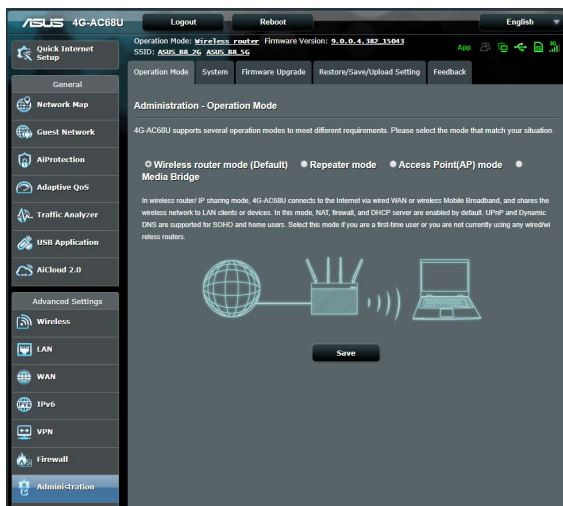 ASUS 4G-AC68U Logout Reboot English
Quick Internet Setup
Operation Mode: Wireless router Firmware Version: 9.0.0.4.382_15043
SSID: ASUS_B8_2G ASUS_B8_5G
App
3G
Operation Mode System Firmware Upgrade Restore/Save/Upload Setting Feedback
General
Network Map
Guest Network
AiProtection
Adaptive QoS
Traffic Analyzer
USB Application
AiCloud 2.0
Advanced Settings
Wireless
LAN
WAN
IPv6
VPN
Firewall
Administration
Administration - Operation Mode
4G-AC68U supports several operation modes to meet different requirements. Please select the mode that match your situation.
Wireless router mode (Default) Repeater mode Access Point(AP) mode
Media Bridge
In wireless router/ IP sharing mode, 4G-AC68U connects to the Internet via wired WAN or wireless Mobile Broadband, and shares the
wireless network to LAN clients or devices. In this mode, NAT, firewall, and DHCP server are enabled by default. UPnP and Dynamic
DNS are supported for SOHO and home users. Select this mode if you are a first-time user or you are not currently using any wired/wi
reless routers.
Save